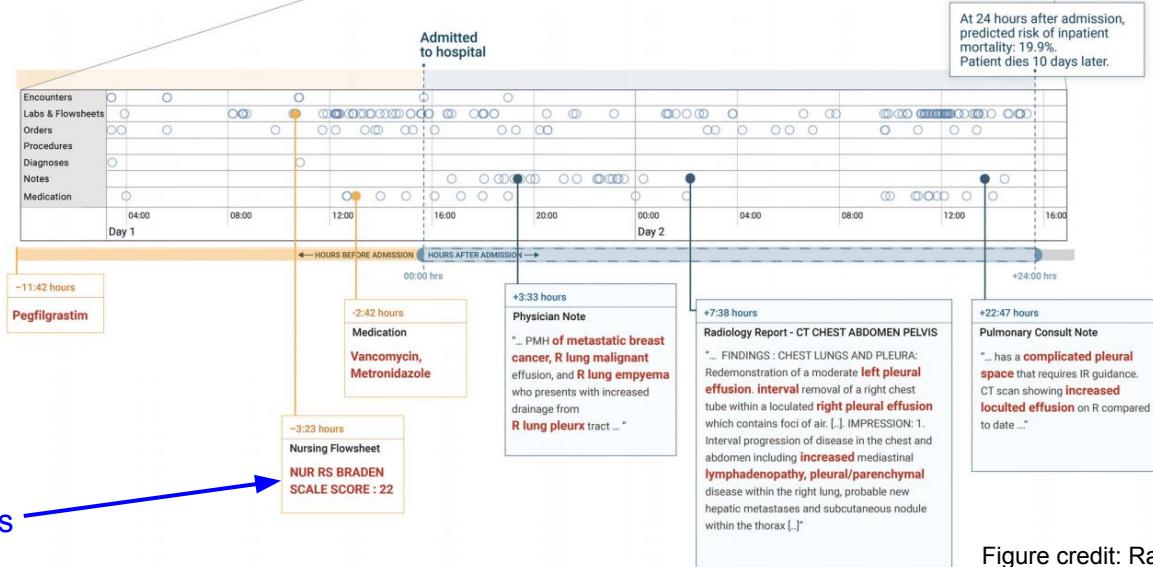 At 24 hours after admission,
predicted risk of inpatient
mortality: 19.9%.
Patient dies 10 days later.
Admitted
to hospital
Encounters
Labs & Flowsheets
Orders
Procedures
Diagnoses
Notes
Medication
04:00
08:00
12:00
16:00
20:00
00:00
04:00
08:00
12:00
16:00
Day 1
Day 2
HOURS BEFORE ADMISSION
HOURS AFTER ADMISSION
00:00 hrs
+24:00 hrs
−11:42 hours
Pegfilgrastim
-2:42 hours
Medication
Vancomycin,
Metronidazole
−3:23 hours
Nursing Flowsheet
NUR RS BRADEN
SCALE SCORE : 22
+3:33 hours
Physician Note
"... PMH of metastatic breast
cancer, R lung malignant
effusion, and R lung empyema
who presents with increased
drainage from
R lung pleurx tract ... "
+7:38 hours
Radiology Report - CT CHEST ABDOMEN PELVIS
"... FINDINGS : CHEST LUNGS AND PLEURA:
Redemonstration of a moderate left pleural
effusion. interval removal of a right chest
tube within a loculated right pleural effusion
which contains foci of air. [..]. IMPRESSION: 1.
Interval progression of disease in the chest and
abdomen including increased mediastinal
lymphadenopathy, pleural/parenchymal
disease within the right lung, probable new
hepatic metastases and subcutaneous nodule
within the thorax [..]"
+22:47 hours
Pulmonary Consult Note
"... has a complicated pleural
space that requires IR guidance.
CT scan showing increased
loculted effusion on R compared
to date ..."
s
Figure credit: Ra